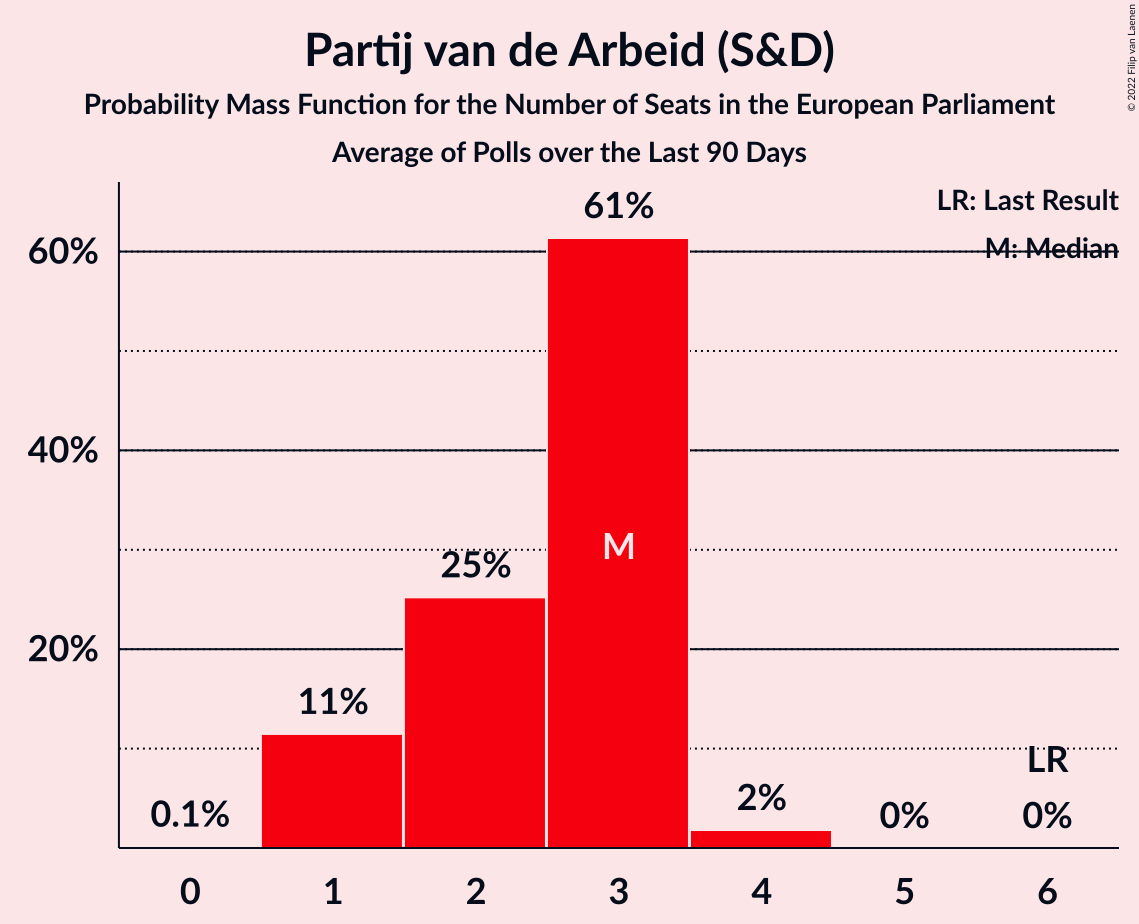 Partij van de Arbeid (S&D)
Probability Mass Function for the Number of Seats in the European Parliament
Average of Polls over the Last 90 Days
© 2022 Filip van Laenen
LR: Last Result
M: Median
60%
40%
20%
0.1%
11%
25%
61%
M
2%
0%
LR
0%
0 1 2 3 4 5 6